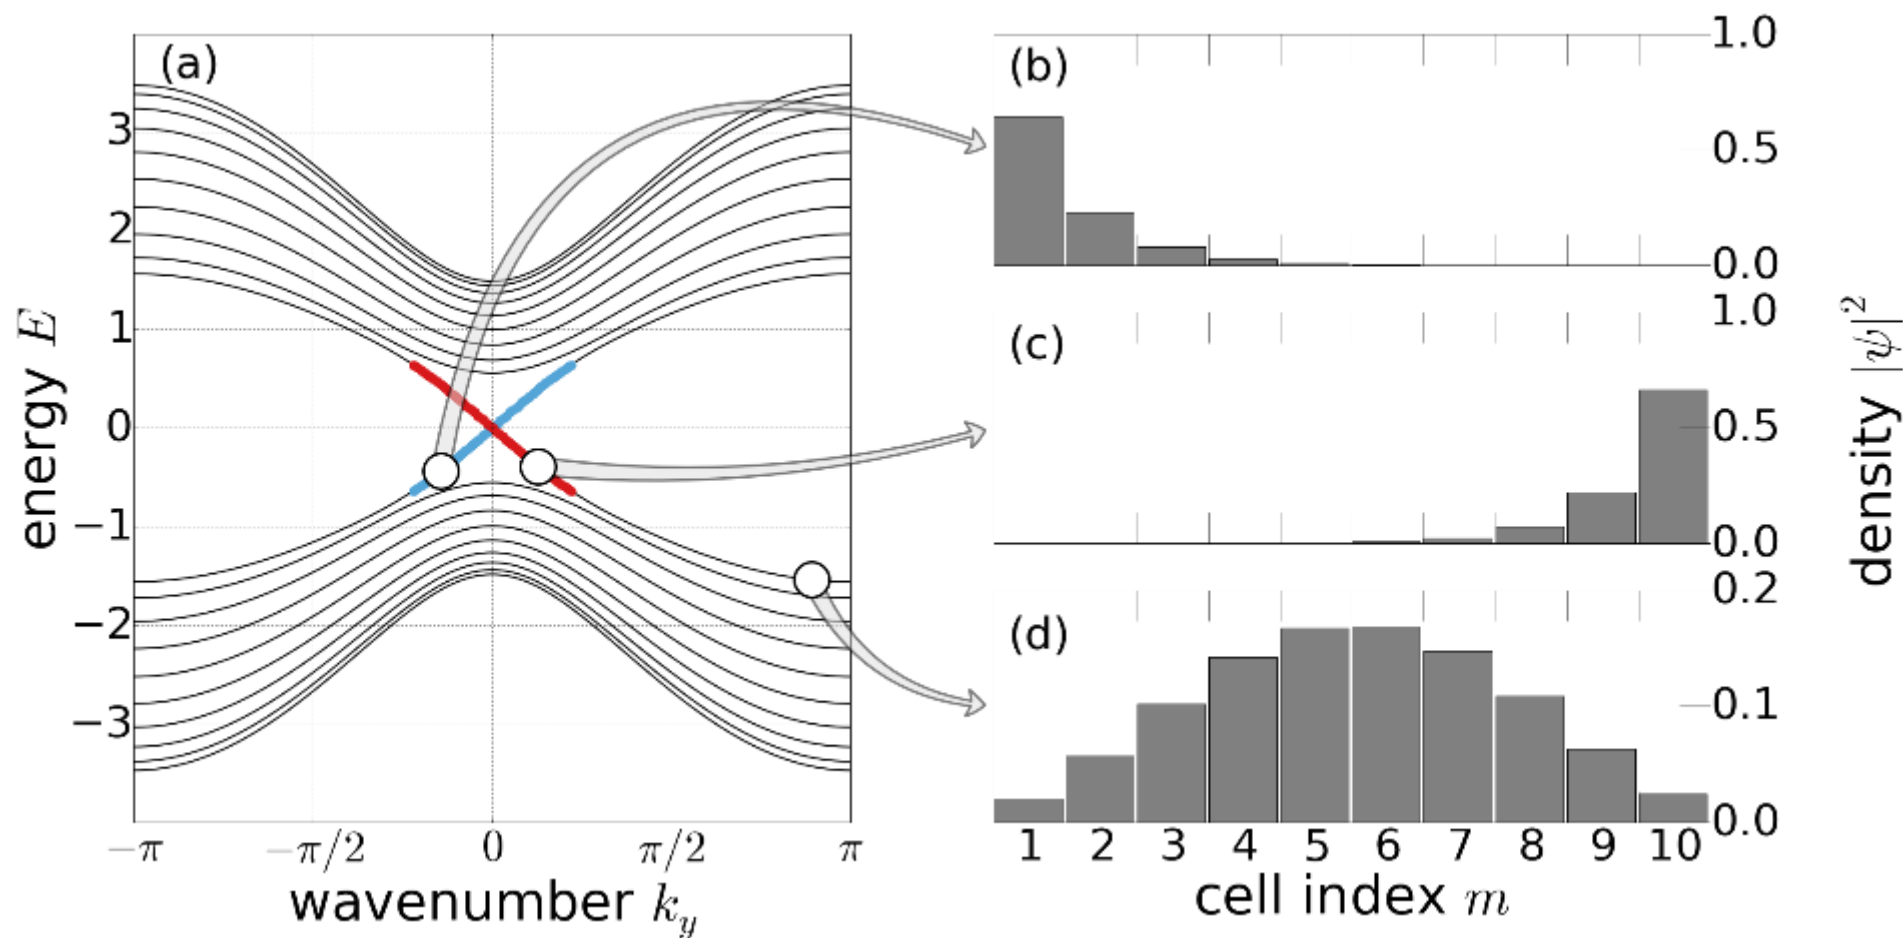 (a)
3
2
1
0
−1
−2
−3
energy E
−π
−π/2
0
π/2
π
wavenumber k_y
(b)
1.0
0.5
0.0
(c)
1.0
0.5
0.0
(d)
0.2
0.1
0.0
1 2 3 4 5 6 7 8 9 10
cell index m
density |ψ|²